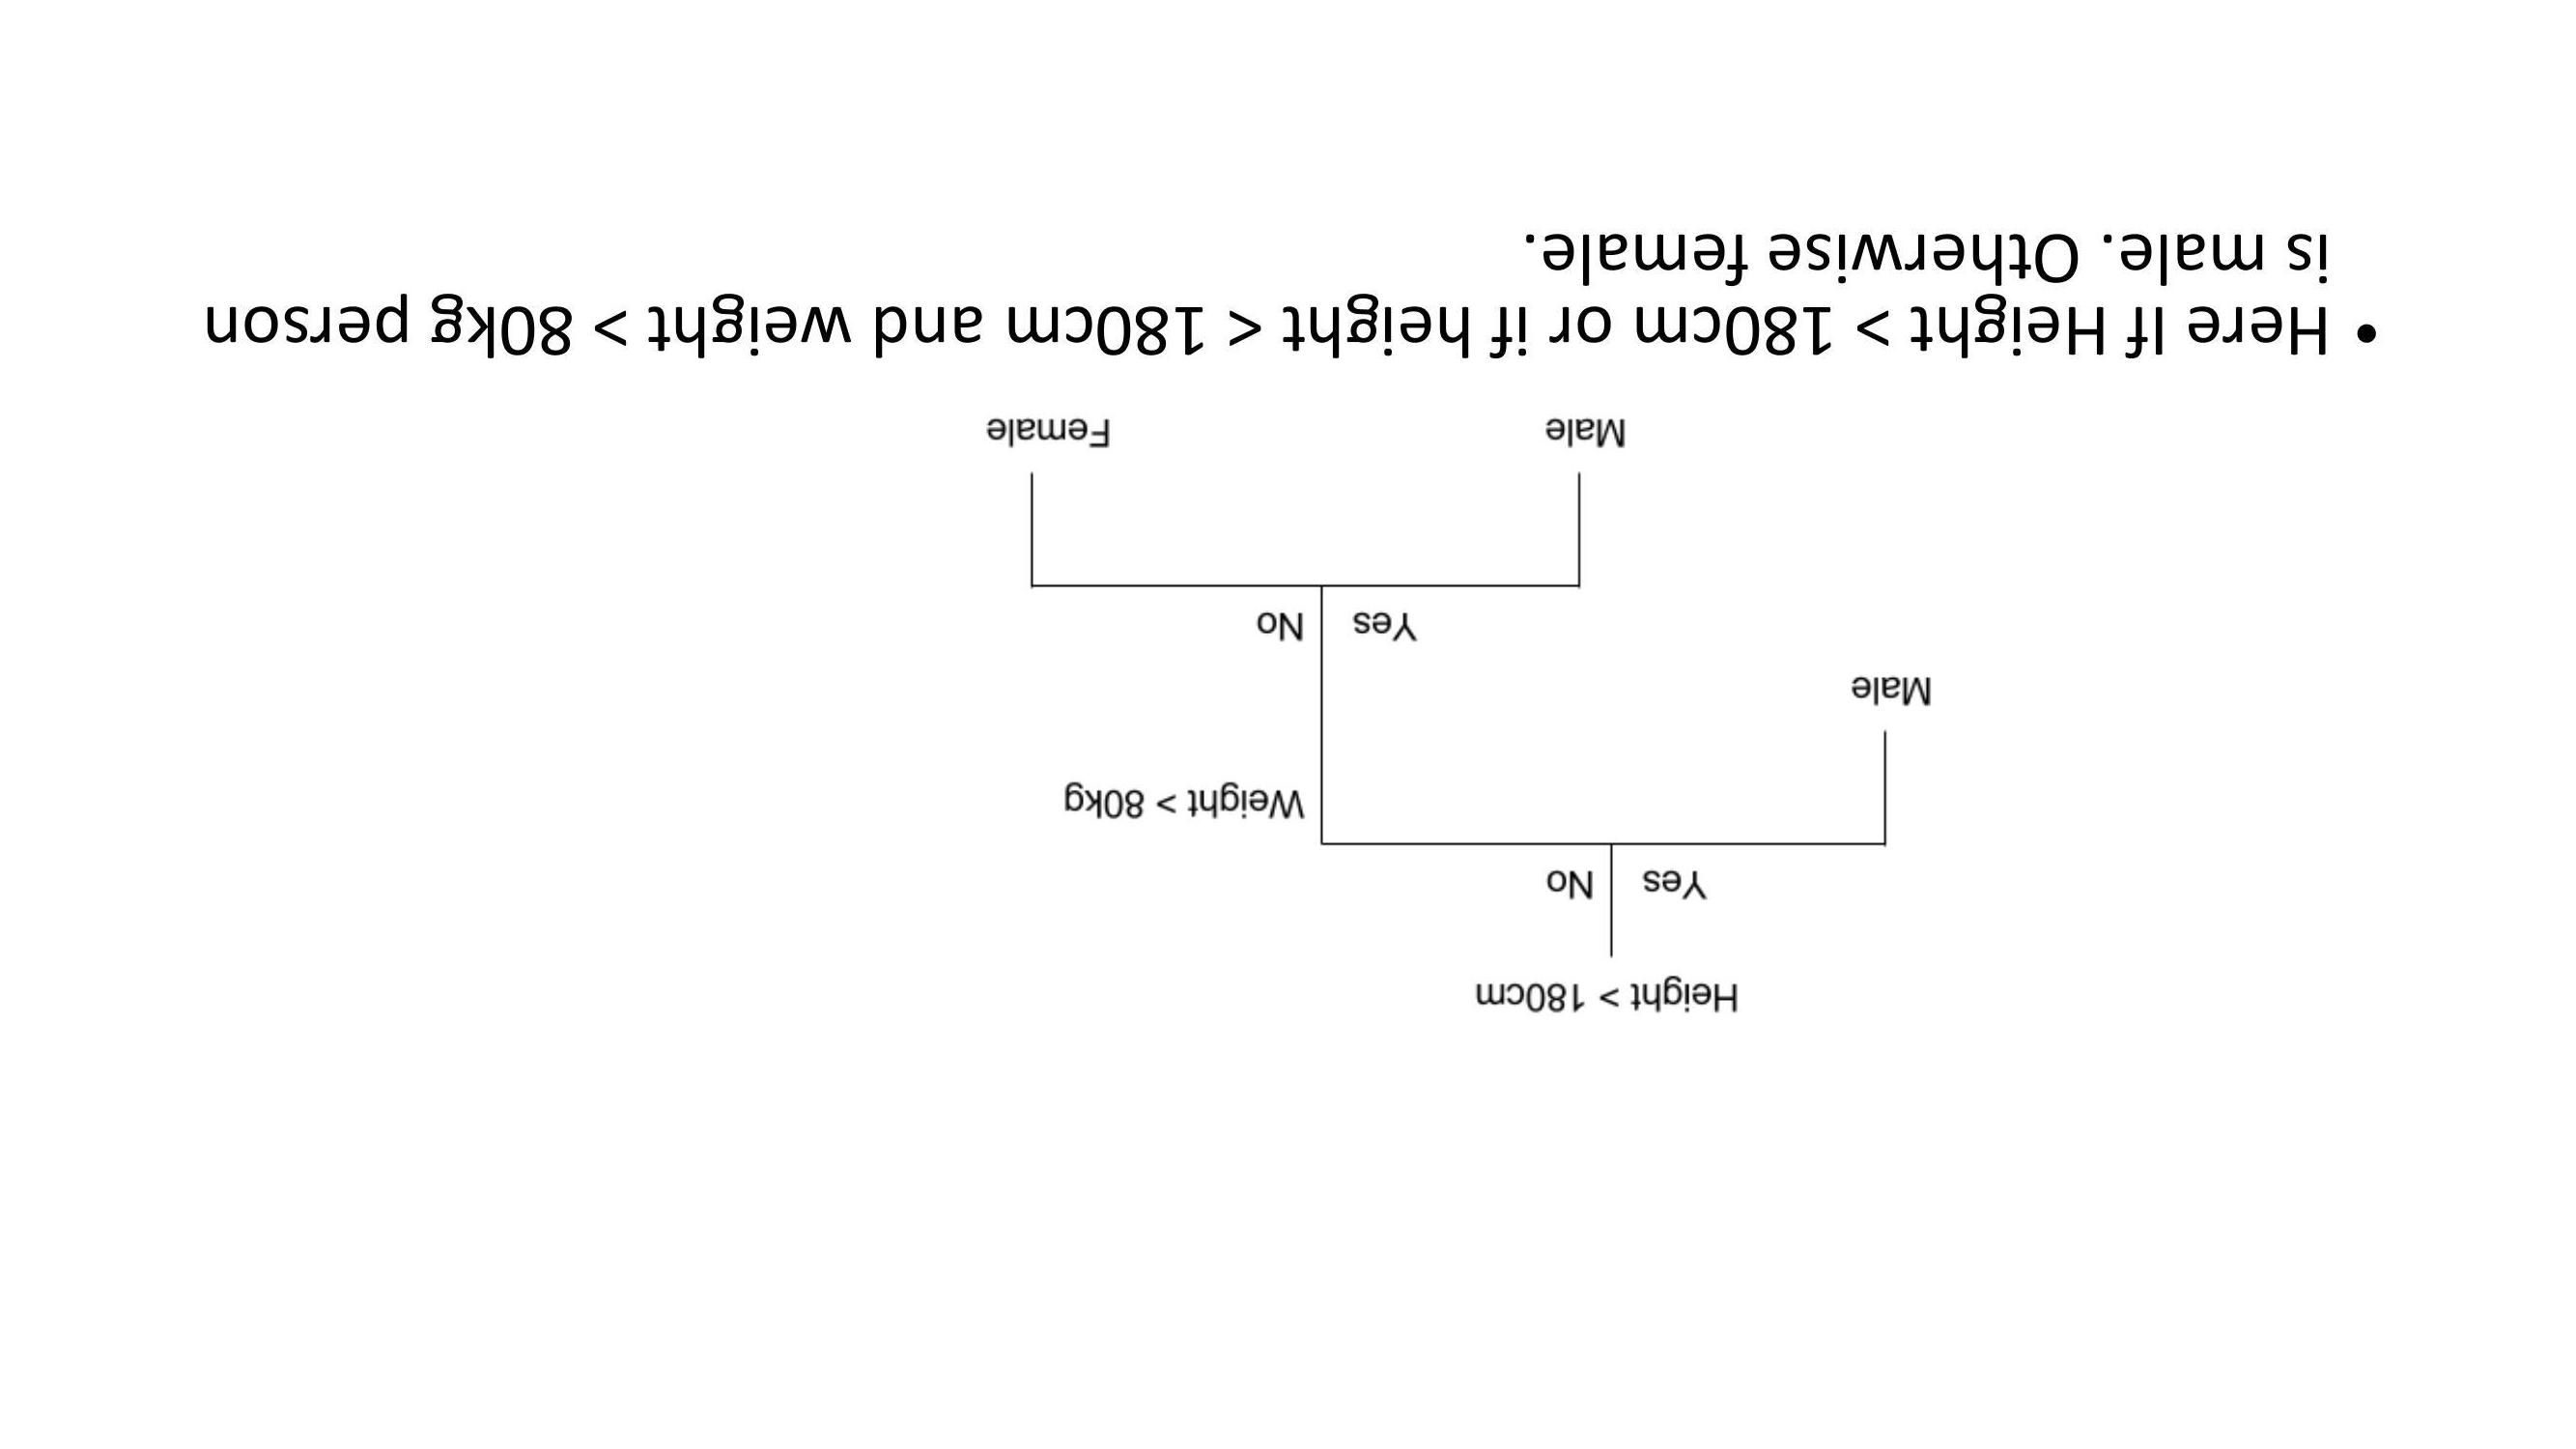 Height > 180cm
Yes No
Male
Weight > 80kg
Yes No
Male Female
• Here If Height > 180cm or if height < 180cm and weight > 80kg person
is male. Otherwise female.